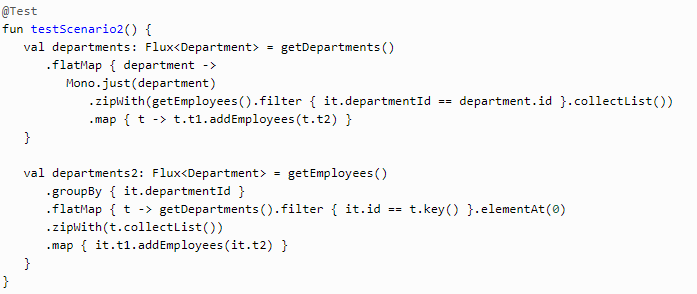 @Test
fun testScenario2() {
   val departments: Flux<Department> = getDepartments()
      .flatMap { department ->
         Mono.just(department)
            .zipWith(getEmployees().filter { it.departmentId == department.id }.collectList())
            .map { t -> t.t1.addEmployees(t.t2) }
   }

   val departments2: Flux<Department> = getEmployees()
      .groupBy { it.departmentId }
      .flatMap { t -> getDepartments().filter { it.id == t.key() }.elementAt(0)
      .zipWith(t.collectList())
      .map { it.t1.addEmployees(it.t2) }
   }
}